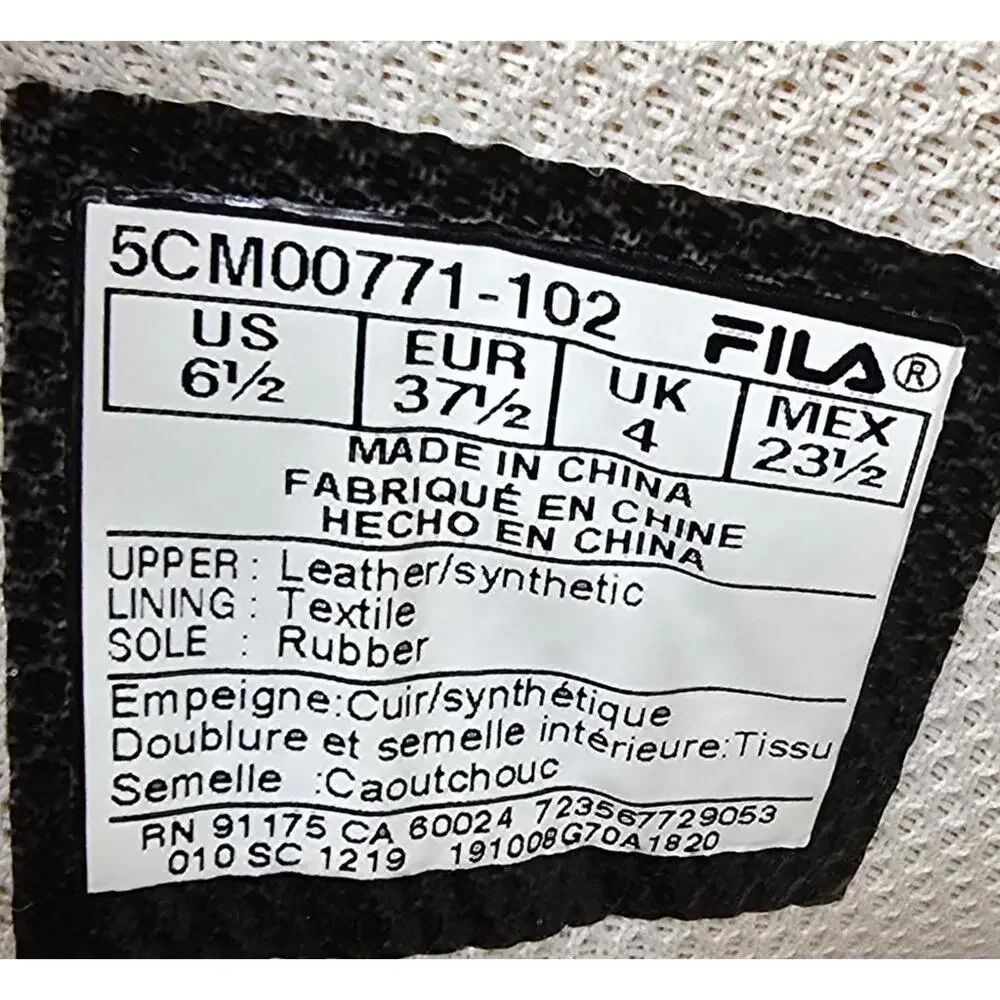 5CM00771-102
FILA®
US EUR UK MEX
6½ 37½ 4 23½
MADE IN CHINA
FABRIQUÉ EN CHINE
HECHO EN CHINA
UPPER : Leather/synthetic
LINING : Textile
SOLE : Rubber
Empeigne:Cuir/synthétique
Doublure et semelle intérieure:Tissu
Semelle :Caoutchouc
RN 91175 CA 60024 723567729053
010 SC 1219 191008G70A1820